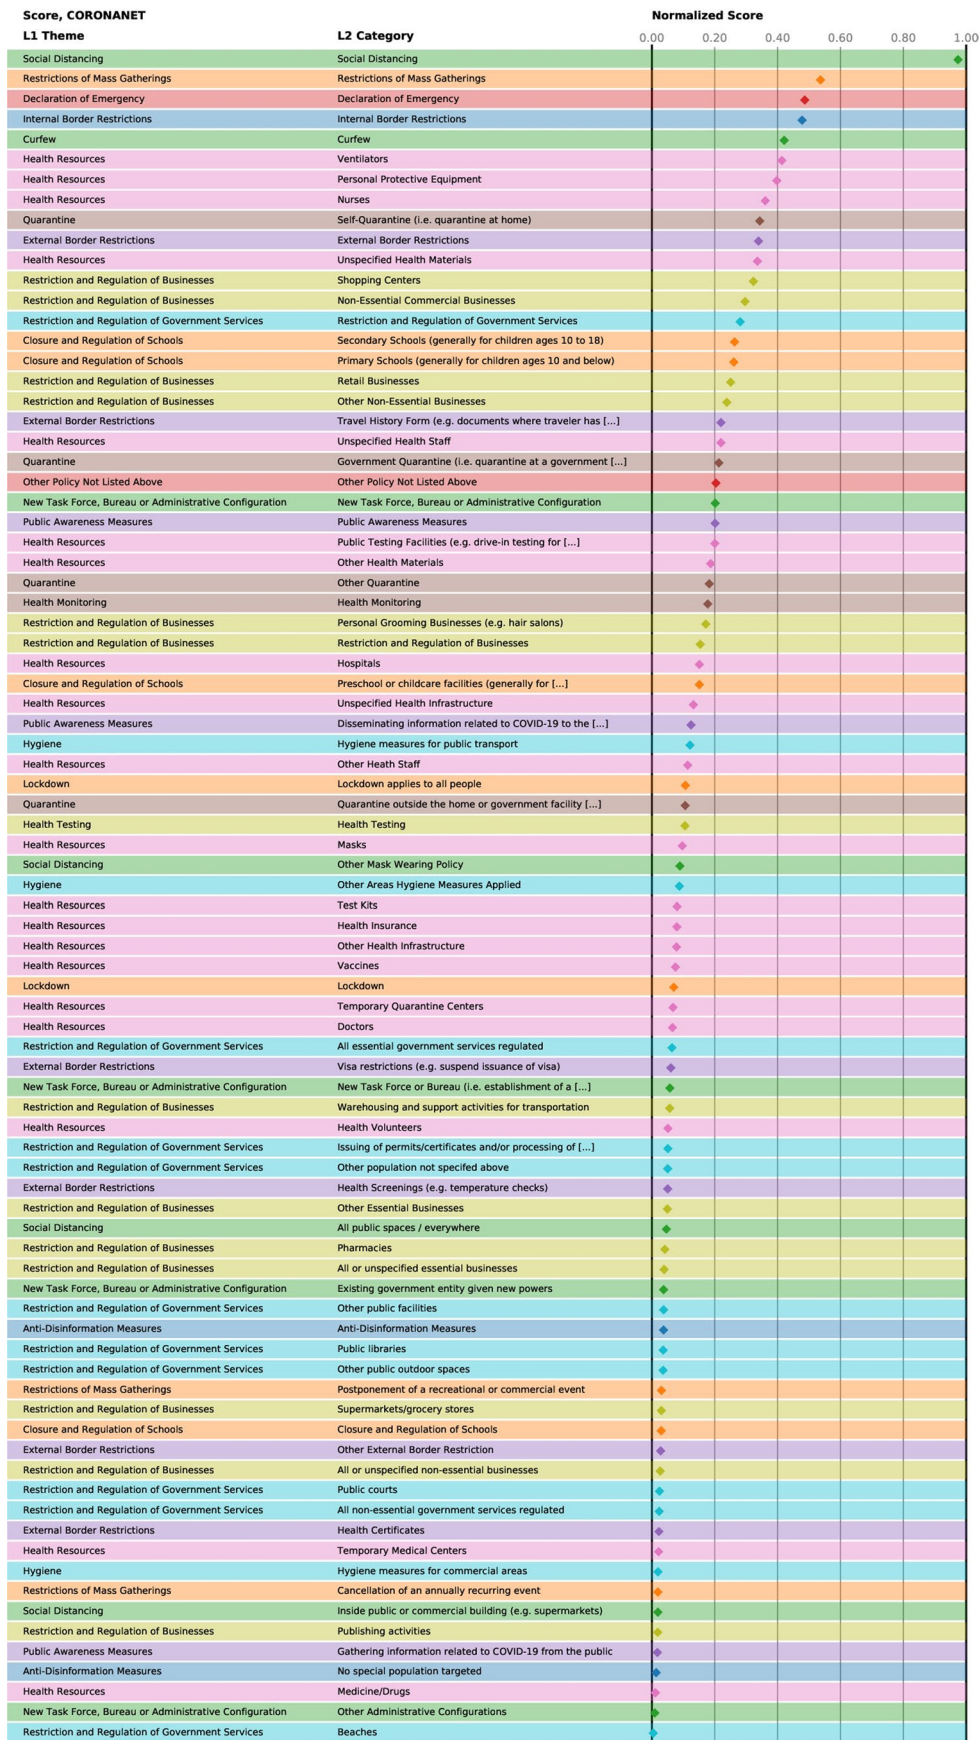 Score, CORONANET Normalized Score
L1 Theme L2 Category 0.00 0.20 0.40 0.60 0.80 1.00
Social Distancing Social Distancing
Restrictions of Mass Gatherings Restrictions of Mass Gatherings
Declaration of Emergency Declaration of Emergency
Internal Border Restrictions Internal Border Restrictions
Curfew Curfew
Health Resources Ventilators
Health Resources Personal Protective Equipment
Health Resources Nurses
Quarantine Self-Quarantine (i.e. quarantine at home)
External Border Restrictions External Border Restrictions
Health Resources Unspecified Health Materials
Restriction and Regulation of Businesses Shopping Centers
Restriction and Regulation of Businesses Non-Essential Commercial Businesses
Restriction and Regulation of Government Services Restriction and Regulation of Government Services
Closure and Regulation of Schools Secondary Schools (generally for children ages 10 to 18)
Closure and Regulation of Schools Primary Schools (generally for children ages 10 and below)
Restriction and Regulation of Businesses Retail Businesses
Restriction and Regulation of Businesses Other Non-Essential Businesses
External Border Restrictions Travel History Form (e.g. documents where traveler has [...]
Health Resources Unspecified Health Staff
Quarantine Government Quarantine (i.e. quarantine at a government [...]
Other Policy Not Listed Above Other Policy Not Listed Above
New Task Force, Bureau or Administrative Configuration New Task Force, Bureau or Administrative Configuration
Public Awareness Measures Public Awareness Measures
Health Resources Public Testing Facilities (e.g. drive-in testing for [...]
Health Resources Other Health Materials
Quarantine Other Quarantine
Health Monitoring Health Monitoring
Restriction and Regulation of Businesses Personal Grooming Businesses (e.g. hair salons)
Restriction and Regulation of Businesses Restriction and Regulation of Businesses
Health Resources Hospitals
Closure and Regulation of Schools Preschool or childcare facilities (generally for [...]
Health Resources Unspecified Health Infrastructure
Public Awareness Measures Disseminating information related to COVID-19 to the [...]
Hygiene Hygiene measures for public transport
Health Resources Other Heath Staff
Lockdown Lockdown applies to all people
Quarantine Quarantine outside the home or government facility [...]
Health Testing Health Testing
Health Resources Masks
Social Distancing Other Mask Wearing Policy
Hygiene Other Areas Hygiene Measures Applied
Health Resources Test Kits
Health Resources Health Insurance
Health Resources Other Health Infrastructure
Health Resources Vaccines
Lockdown Lockdown
Health Resources Temporary Quarantine Centers
Health Resources Doctors
Restriction and Regulation of Government Services All essential government services regulated
External Border Restrictions Visa restrictions (e.g. suspend issuance of visa)
New Task Force, Bureau or Administrative Configuration New Task Force or Bureau (i.e. establishment of a [...]
Restriction and Regulation of Businesses Warehousing and support activities for transportation
Health Resources Health Volunteers
Restriction and Regulation of Government Services Issuing of permits/certificates and/or processing of [...]
Restriction and Regulation of Government Services Other population not specifed above
External Border Restrictions Health Screenings (e.g. temperature checks)
Restriction and Regulation of Businesses Other Essential Businesses
Social Distancing All public spaces / everywhere
Restriction and Regulation of Businesses Pharmacies
Restriction and Regulation of Businesses All or unspecified essential businesses
New Task Force, Bureau or Administrative Configuration Existing government entity given new powers
Restriction and Regulation of Government Services Other public facilities
Anti-Disinformation Measures Anti-Disinformation Measures
Restriction and Regulation of Government Services Public libraries
Restriction and Regulation of Government Services Other public outdoor spaces
Restrictions of Mass Gatherings Postponement of a recreational or commercial event
Restriction and Regulation of Businesses Supermarkets/grocery stores
Closure and Regulation of Schools Closure and Regulation of Schools
External Border Restrictions Other External Border Restriction
Restriction and Regulation of Businesses All or unspecified non-essential businesses
Restriction and Regulation of Government Services Public courts
Restriction and Regulation of Government Services All non-essential government services regulated
External Border Restrictions Health Certificates
Health Resources Temporary Medical Centers
Hygiene Hygiene measures for commercial areas
Restrictions of Mass Gatherings Cancellation of an annually recurring event
Social Distancing Inside public or commercial building (e.g. supermarkets)
Restriction and Regulation of Businesses Publishing activities
Public Awareness Measures Gathering information related to COVID-19 from the public
Anti-Disinformation Measures No special population targeted
Health Resources Medicine/Drugs
New Task Force, Bureau or Administrative Configuration Other Administrative Configurations
Restriction and Regulation of Government Services Beaches